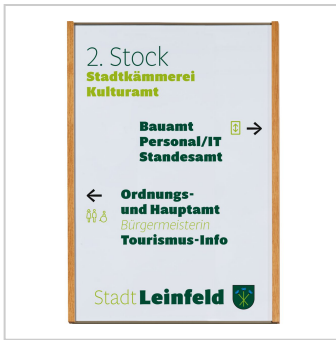 2. Stock
Stadtkämmerei
Kulturamt
Bauamt
Personal/IT
Standesamt
Ordnungs-
und Hauptamt
Bürgermeisterin
Tourismus-Info
Stadt Leinfeld